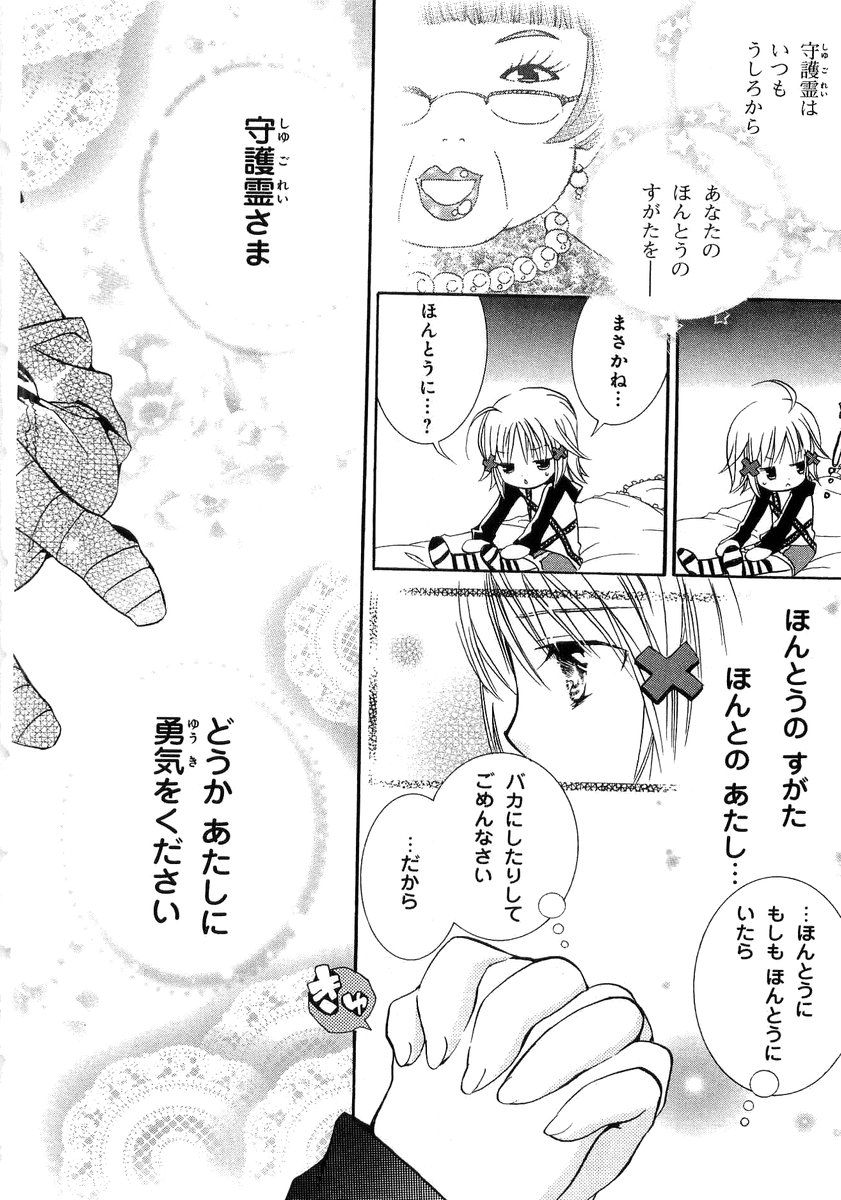 守護霊は
いつも
うしろから
あなたの
ほんとうの
すがたを──
まさかね…
ほんとうに…?
ほんとうの すがた
ほんとの あたし…
…ほんとうに
もしも ほんとうに
いたら
バカにしたりして
ごめんなさい
…だから
きゅ
守護霊さま
どうか あたしに
勇気をください